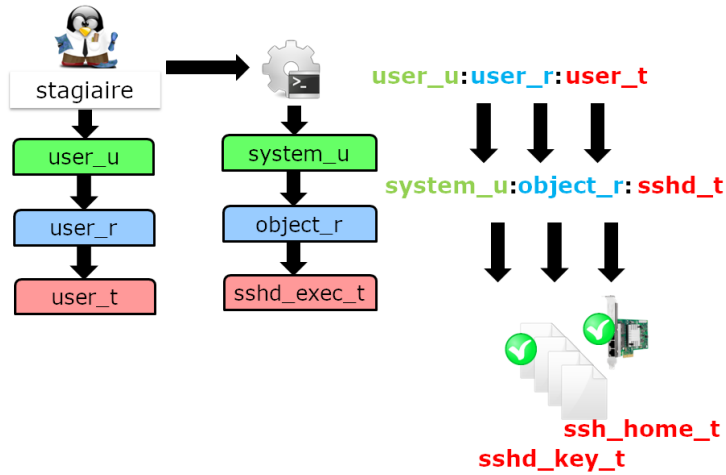 stagiaire
user_u
user_r
user_t
>_
system_u
object_r
sshd_exec_t
user_u:user_r:user_t
system_u:object_r:sshd_t
ssh_home_t
sshd_key_t